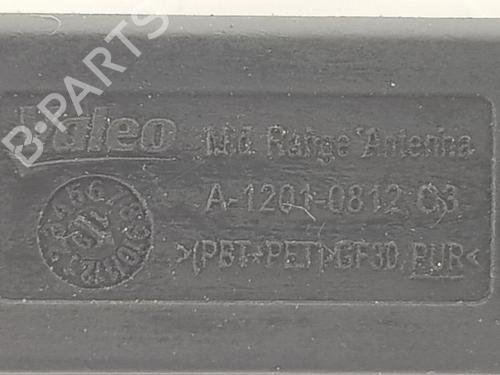 B-PARTS
Valeo Mid Range Antenna
A-1201-0812 C3
>(PBT+PET)-GF30, PUR<